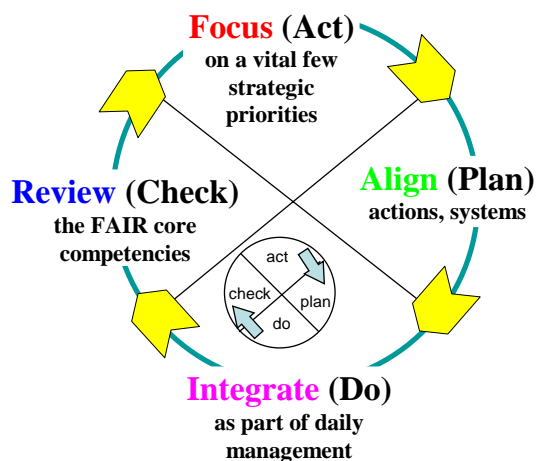 Focus (Act)
on a vital few
strategic
priorities
Align (Plan)
actions, systems
Review (Check)
the FAIR core
competencies
act
check
plan
do
Integrate (Do)
as part of daily
management